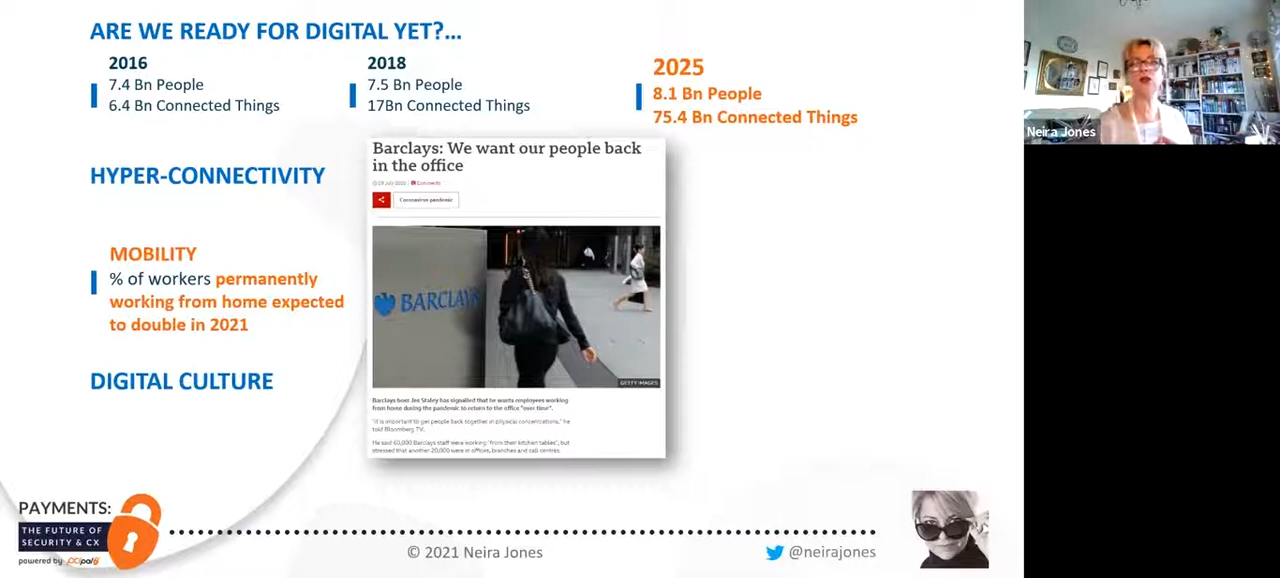 ARE WE READY FOR DIGITAL YET?...
2016
7.4 Bn People
6.4 Bn Connected Things
2018
7.5 Bn People
17Bn Connected Things
2025
8.1 Bn People
75.4 Bn Connected Things
Neira Jones
HYPER-CONNECTIVITY
MOBILITY
% of workers permanently
working from home expected
to double in 2021
DIGITAL CULTURE
Barclays: We want our people back
in the office
29 July 2020 | Comments
Coronavirus pandemic
BARCLAYS
GETTY IMAGES
Barclays boss Jes Staley has signalled that he wants employees working
from home during the pandemic to return to the office "over time".
"It is important to get people back together in physical concentrations," he
told Bloomberg TV.
He said 60,000 Barclays staff were working "from their kitchen tables", but
stressed that another 20,000 were in offices, branches and call centres.
PAYMENTS:
THE FUTURE OF
SECURITY & CX
powered by pcipal
© 2021 Neira Jones
@neirajones